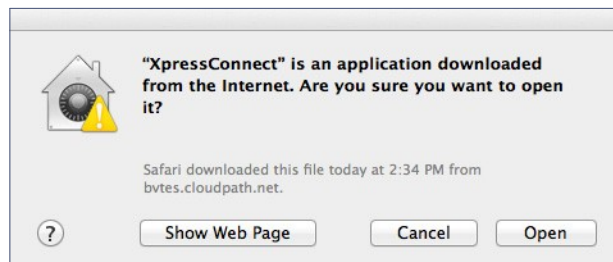 “XpressConnect” is an application downloaded
from the Internet. Are you sure you want to open
it?
Safari downloaded this file today at 2:34 PM from
bvtes.cloudpath.net.
?
Show Web Page
Cancel
Open